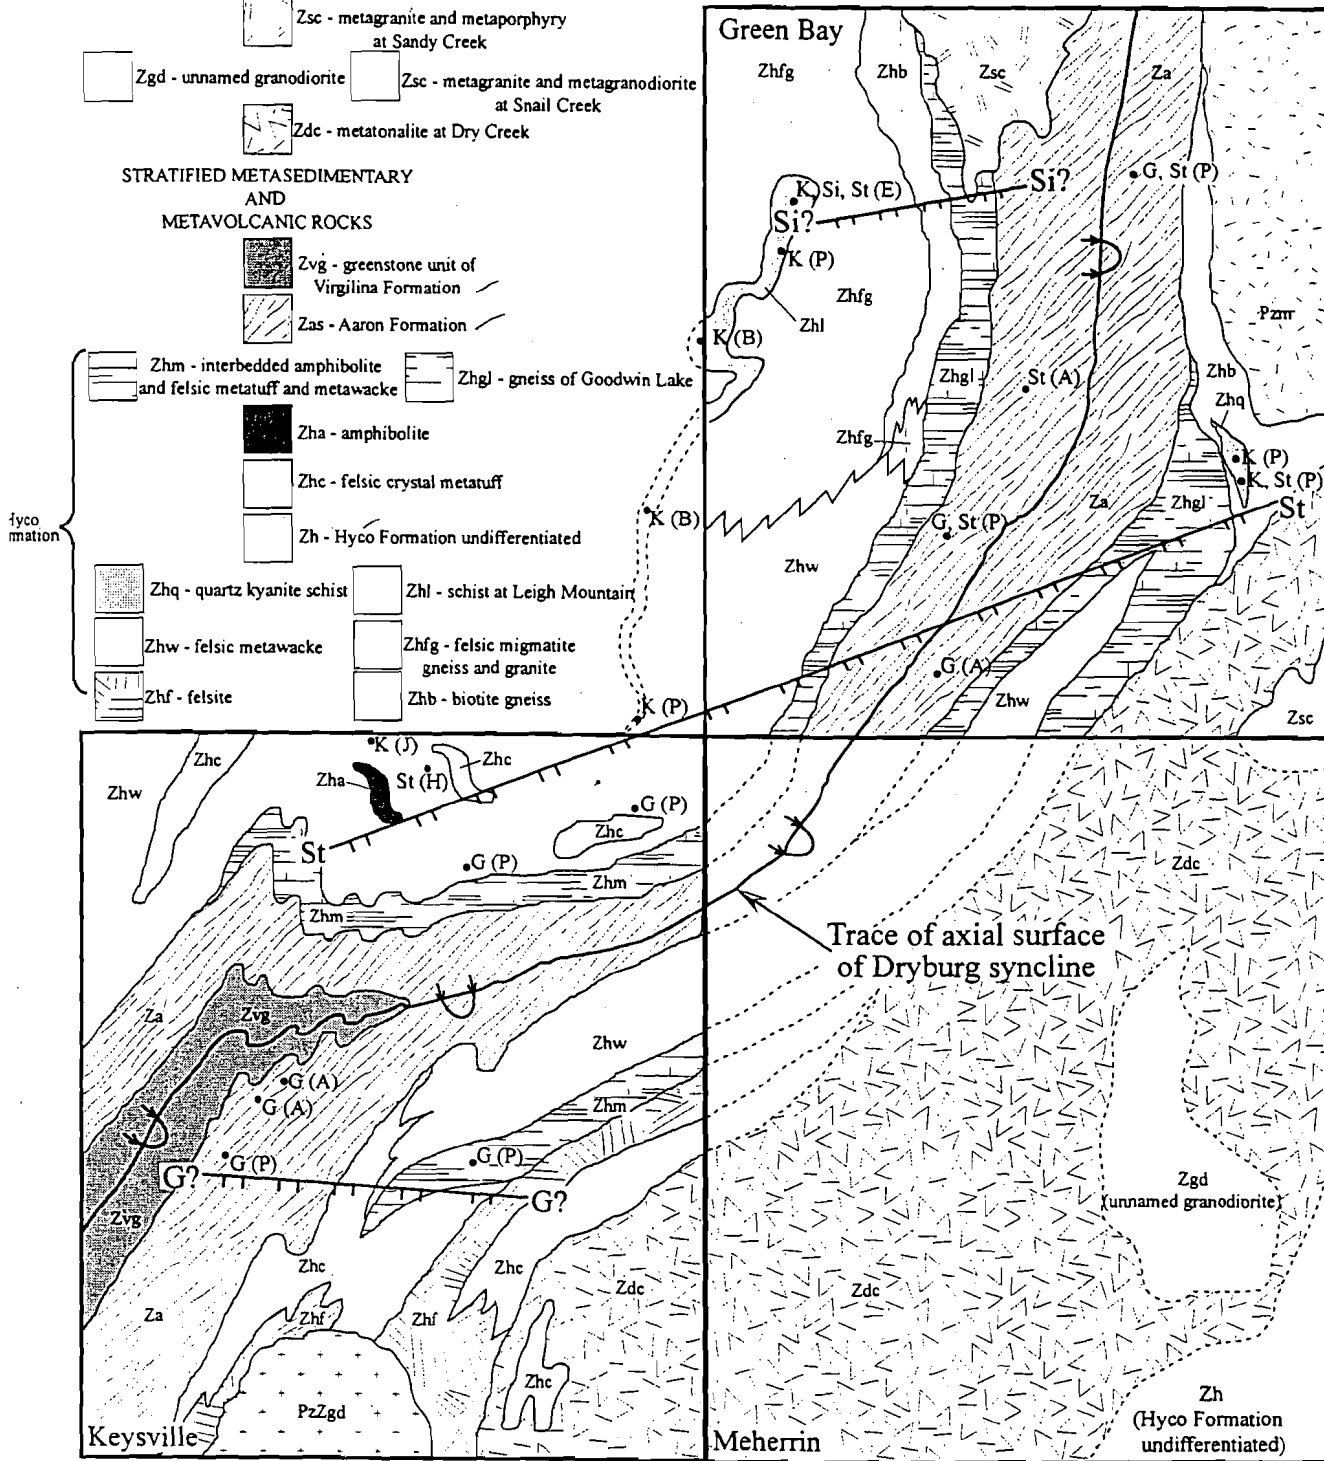 Zsc - metagranite and metaporphyry
at Sandy Creek
Zgd - unnamed granodiorite
Zsc - metagranite and metagranodiorite
at Snail Creek
Zdc - metatonalite at Dry Creek
STRATIFIED METASEDIMENTARY
AND
METAVOLCANIC ROCKS
Zvg - greenstone unit of
Virgilina Formation
Zas - Aaron Formation
Zhm - interbedded amphibolite
and felsic metatuff and metawacke
Zhgl - gneiss of Goodwin Lake
Zha - amphibolite
Zhc - felsic crystal metatuff
Zh - Hyco Formation undifferentiated
Zhq - quartz kyanite schist
Zhl - schist at Leigh Mountain
Zhw - felsic metawacke
Zhfg - felsic migmatite
gneiss and granite
Zhf - felsite
Zhb - biotite gneiss
Green Bay
Zhfg
Zhb
Zsc
Za
K, Si, St (E)
Si?
G, St (P)
Si?
K (P)
Zhfg
Zhl
Pzm
K (B)
Zhgl
St (A)
Zhb
Zhq
Zhfg
K (P)
K, St (P)
K (B)
G, St (P)
Za
Zhgl
St
Zhw
G (A)
Zhw
K (P)
Zsc
K (J)
Zhc
Zhc
Zhw
Zha
St (H)
G (P)
Zhc
St
G (P)
Zhm
Zhm
Zdc
Trace of axial surface
of Dryburg syncline
Za
Zvg
Zhw
G (A)
G (A)
Zhm
G (P)
G (P)
G?
G?
Zvg
Zgd
(unnamed granodiorite)
Zhc
Zhc
Zdc
Zdc
Za
Zhf
Zhf
Zhc
PzZgd
Zh
(Hyco Formation
undifferentiated)
Keysville
Meherrin